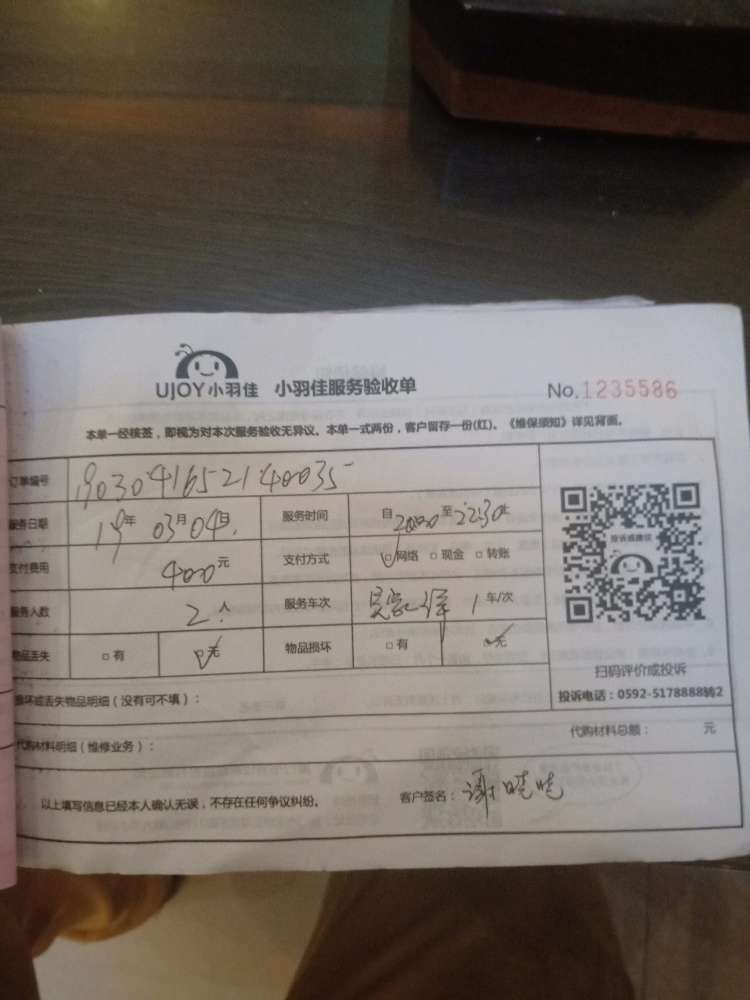 UJOY小羽佳 小羽佳服务验收单 No.1235586
本单一经核签，即视为对本次服务验收无异议。本单一式两份，客户留存一份(红)。《维保须知》详见背面。
订单编号 1903041652140035
服务日期 19年 03月 04日 服务时间 自 至 22:30止
支付费用 400元 支付方式 □网络 □现金 □转账
服务人数 2人 服务车次 1车/次
物品丢失 □有 □无 物品损坏 □有 □无
投诉或建议
扫码评价或投诉
投诉电话：0592-5178888转2
损坏或丢失物品明细（没有可不填）：
代购材料总额： 元
代购材料明细（维修业务）：
以上填写信息已经本人确认无误，不存在任何争议纠纷。 客户签名：谢晓